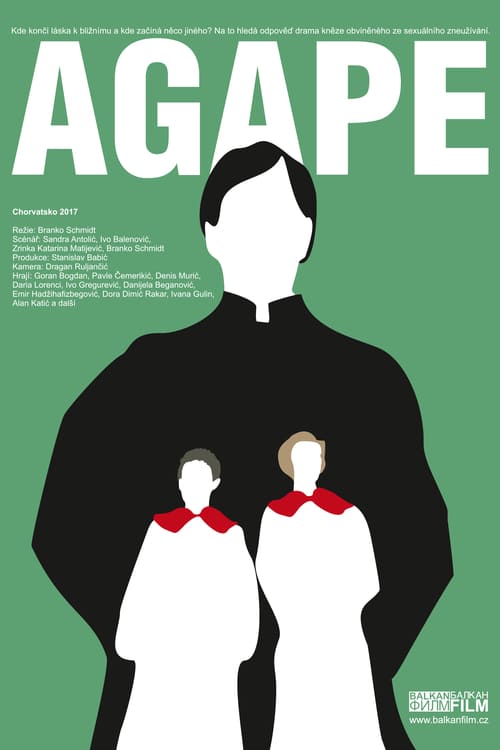 Kde končí láska k bližnímu a kde začíná něco jiného? Na to hledá odpověď drama kněze obviněného ze sexuálního zneužívání.
AGAPE
Chorvatsko 2017
Režie: Branko Schmidt
Scénář: Sandra Antolić, Ivo Balenović,
Zrinka Katarina Matijević, Branko Schmidt
Produkce: Stanislav Babić
Kamera: Dragan Ruljančić
Hrají: Goran Bogdan, Pavle Čemerikić, Denis Murić,
Daria Lorenci, Ivo Gregurević, Danijela Beganović,
Emir Hadžihafizbegović, Dora Dimić Rakar, Ivana Gulin,
Alan Katić a další
BALKANБАЛКАН
ФИЛМFILM
www.balkanfilm.cz